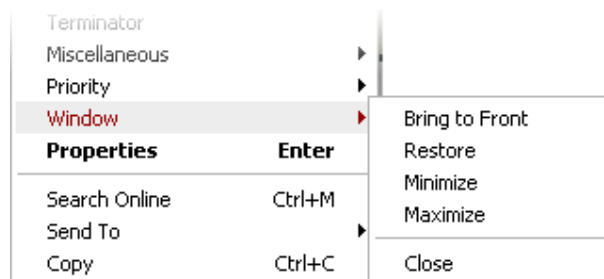 Terminator
Miscellaneous
Priority
Window
Properties Enter
Search Online Ctrl+M
Send To
Copy Ctrl+C
Bring to Front
Restore
Minimize
Maximize
Close